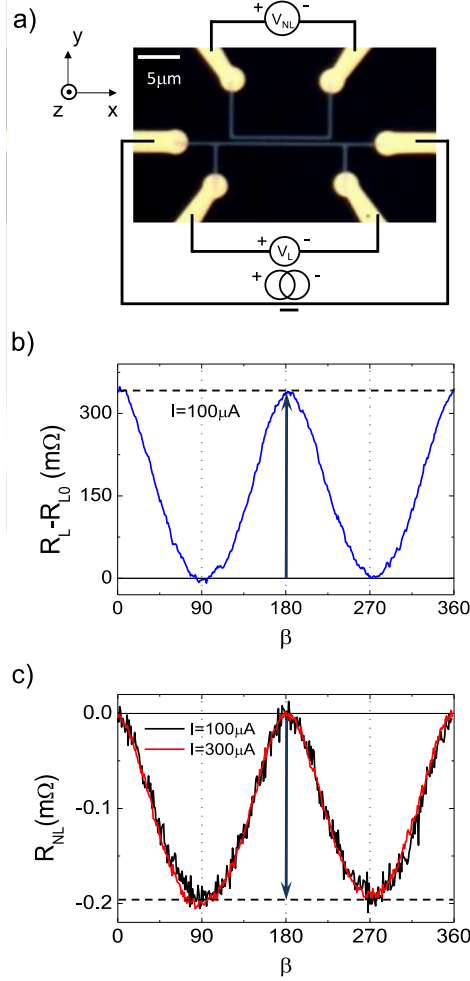 a)
+ V_NL -
y
x
z
5μm
+ V_L -
+ -
b)
R_L-R_L0 (mΩ)
300
150
0
I=100μA
0 90 180 270 360
β
c)
R_NL(mΩ)
0.0
-0.1
-0.2
I=100μA
I=300μA
0 90 180 270 360
β